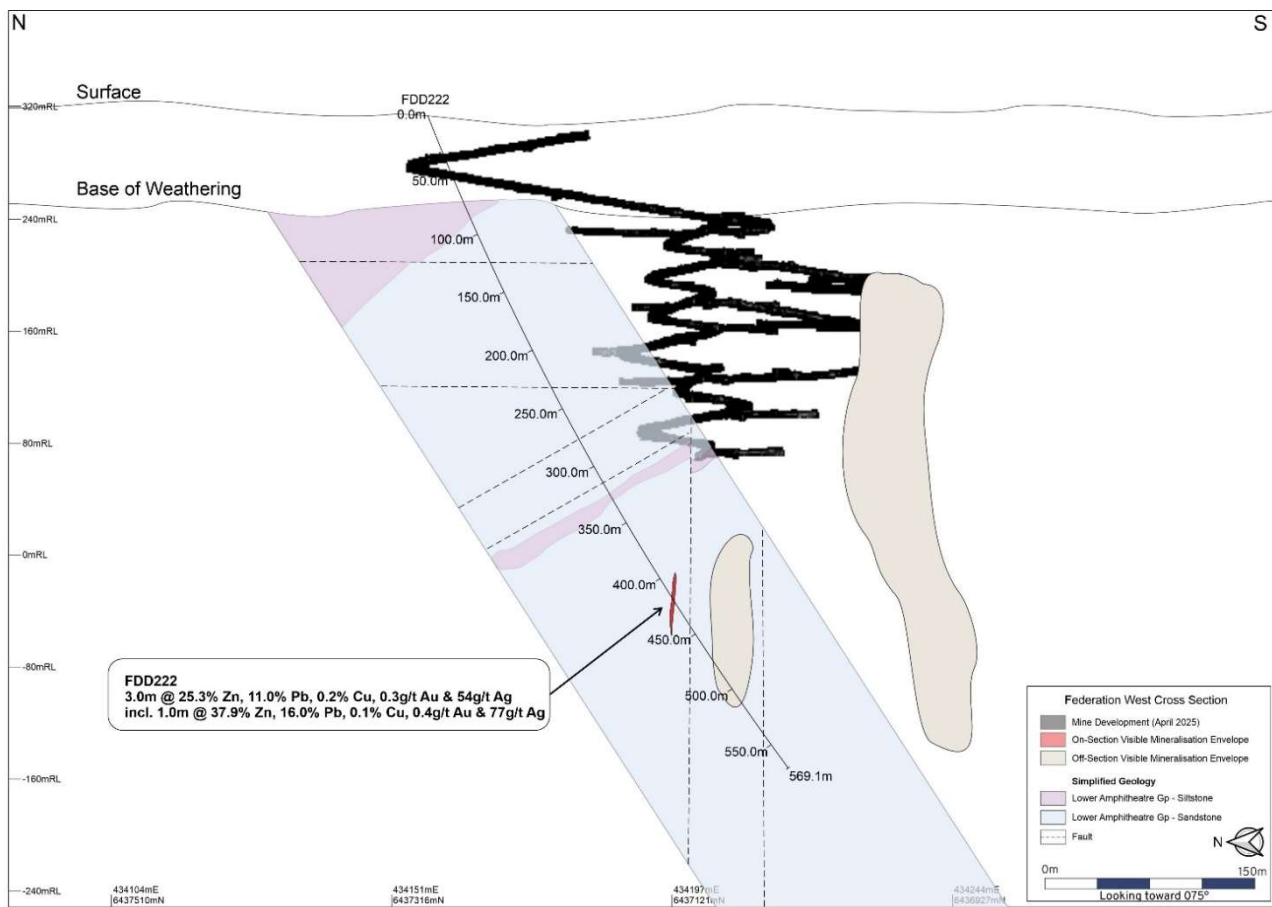 N
S
Surface
320mRL
FDD222
0.0m
50.0m
Base of Weathering
240mRL
100.0m
150.0m
160mRL
200.0m
250.0m
80mRL
300.0m
350.0m
0mRL
400.0m
450.0m
-80mRL
FDD222
3.0m @ 25.3% Zn, 11.0% Pb, 0.2% Cu, 0.3g/t Au & 54g/t Ag
incl. 1.0m @ 37.9% Zn, 16.0% Pb, 0.1% Cu, 0.4g/t Au & 77g/t Ag
500.0m
550.0m
569.1m
-160mRL
-240mRL
434104mE
6437510mN
434151mE
6437316mN
434197mE
6437121mN
434244mE
6436927mN
Federation West Cross Section
Mine Development (April 2025)
On-Section Visible Mineralisation Envelope
Off-Section Visible Mineralisation Envelope
Simplified Geology
Lower Amphitheatre Gp - Siltstone
Lower Amphitheatre Gp - Sandstone
Fault
N
0m 150m
Looking toward 075°